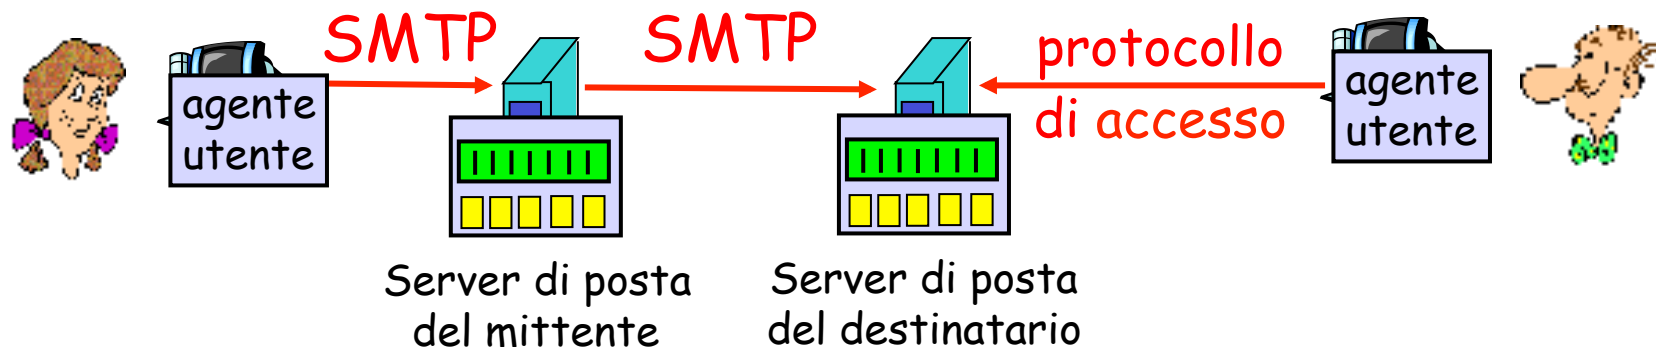 SMTP
SMTP
protocollo
di accesso
agente
utente
agente
utente
Server di posta
del mittente
Server di posta
del destinatario